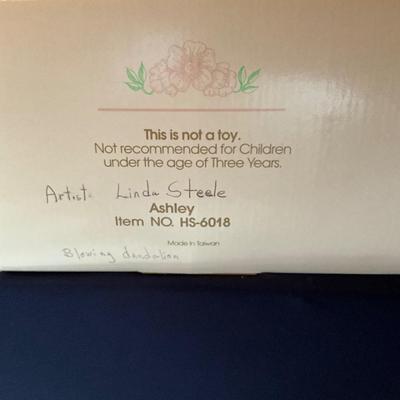 This is not a toy.
Not recommended for Children
under the age of Three Years.
Artist: Linda Steele
Ashley
Item NO. HS-6018
Made in Taiwan
Blowing dandalion